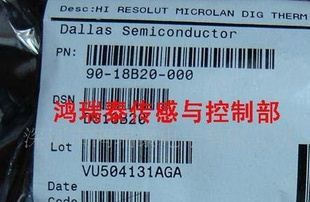 Desc:HI RESOLUT MICROLAN DIG THERM
Dallas Semiconductor
PN:
90-18B20-000
DSN
DS18B20
鸿瑞泰传感与控制部
Lot
VU504131AGA
Date
Code